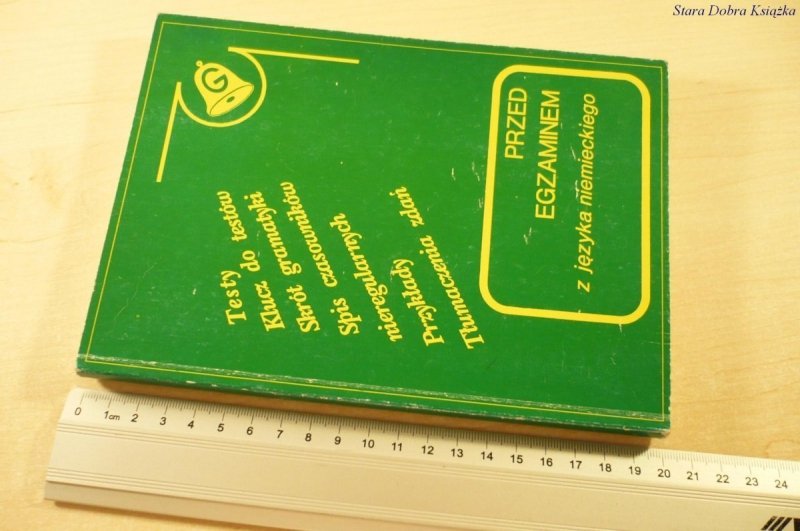 Stara Dobra Książka
G
PRZED
EGZAMINEM
z języka niemieckiego
Testy
Klucz do testów
Skrót gramatyki
Spis czasowników
nieregularnych
Przykłady
Tłumaczenia zdań
0 1cm 2 3 4 5 6 7 8 9 10 11 12 13 14 15 16 17 18 19 20 21 22 23 24